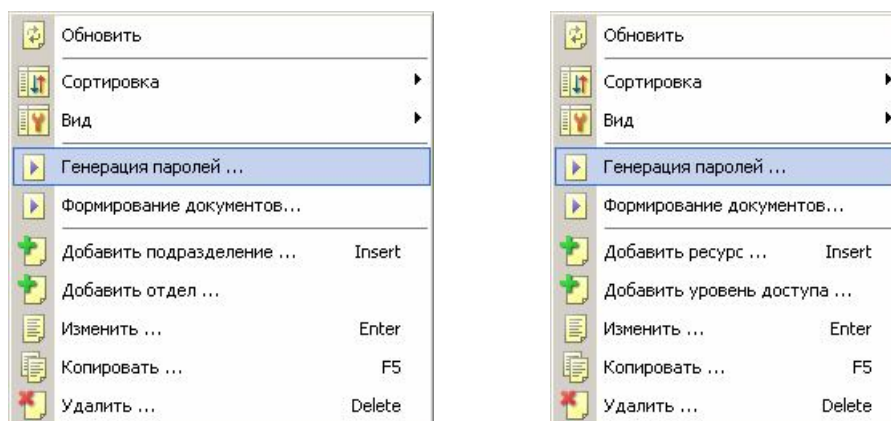 Обновить
Сортировка
Вид
Генерация паролей ...
Формирование документов...
Добавить подразделение ... Insert
Добавить отдел ...
Изменить ... Enter
Копировать ... F5
Удалить ... Delete
Обновить
Сортировка
Вид
Генерация паролей ...
Формирование документов...
Добавить ресурс ... Insert
Добавить уровень доступа ...
Изменить ... Enter
Копировать ... F5
Удалить ... Delete